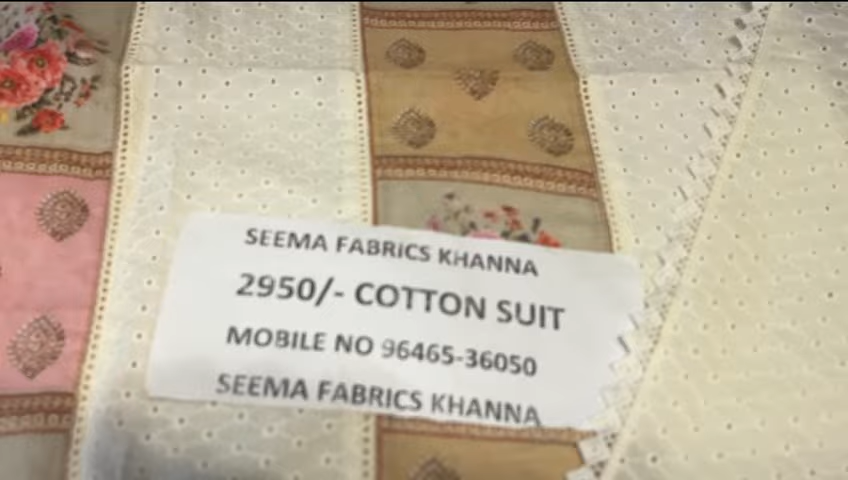 SEEMA FABRICS KHANNA
2950/- COTTON SUIT
MOBILE NO 96465-36050
SEEMA FABRICS KHANNA